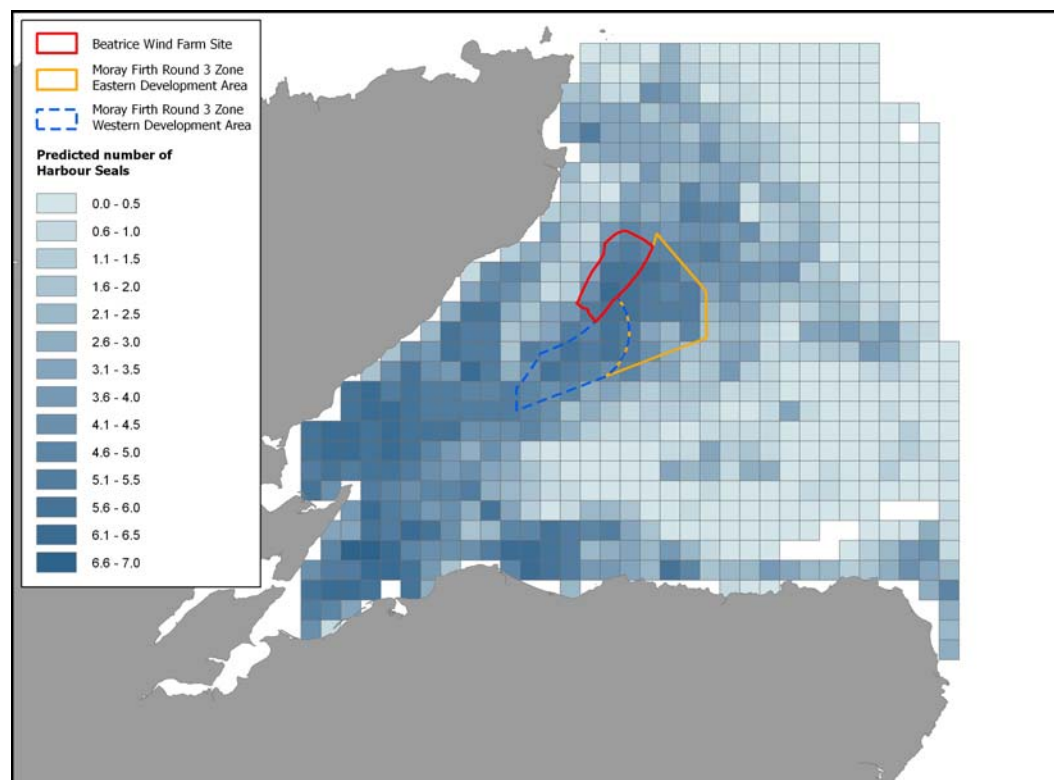 Beatrice Wind Farm Site
Moray Firth Round 3 Zone
Eastern Development Area
Moray Firth Round 3 Zone
Western Development Area
Predicted number of
Harbour Seals
0.0 - 0.5
0.6 - 1.0
1.1 - 1.5
1.6 - 2.0
2.1 - 2.5
2.6 - 3.0
3.1 - 3.5
3.6 - 4.0
4.1 - 4.5
4.6 - 5.0
5.1 - 5.5
5.6 - 6.0
6.1 - 6.5
6.6 - 7.0